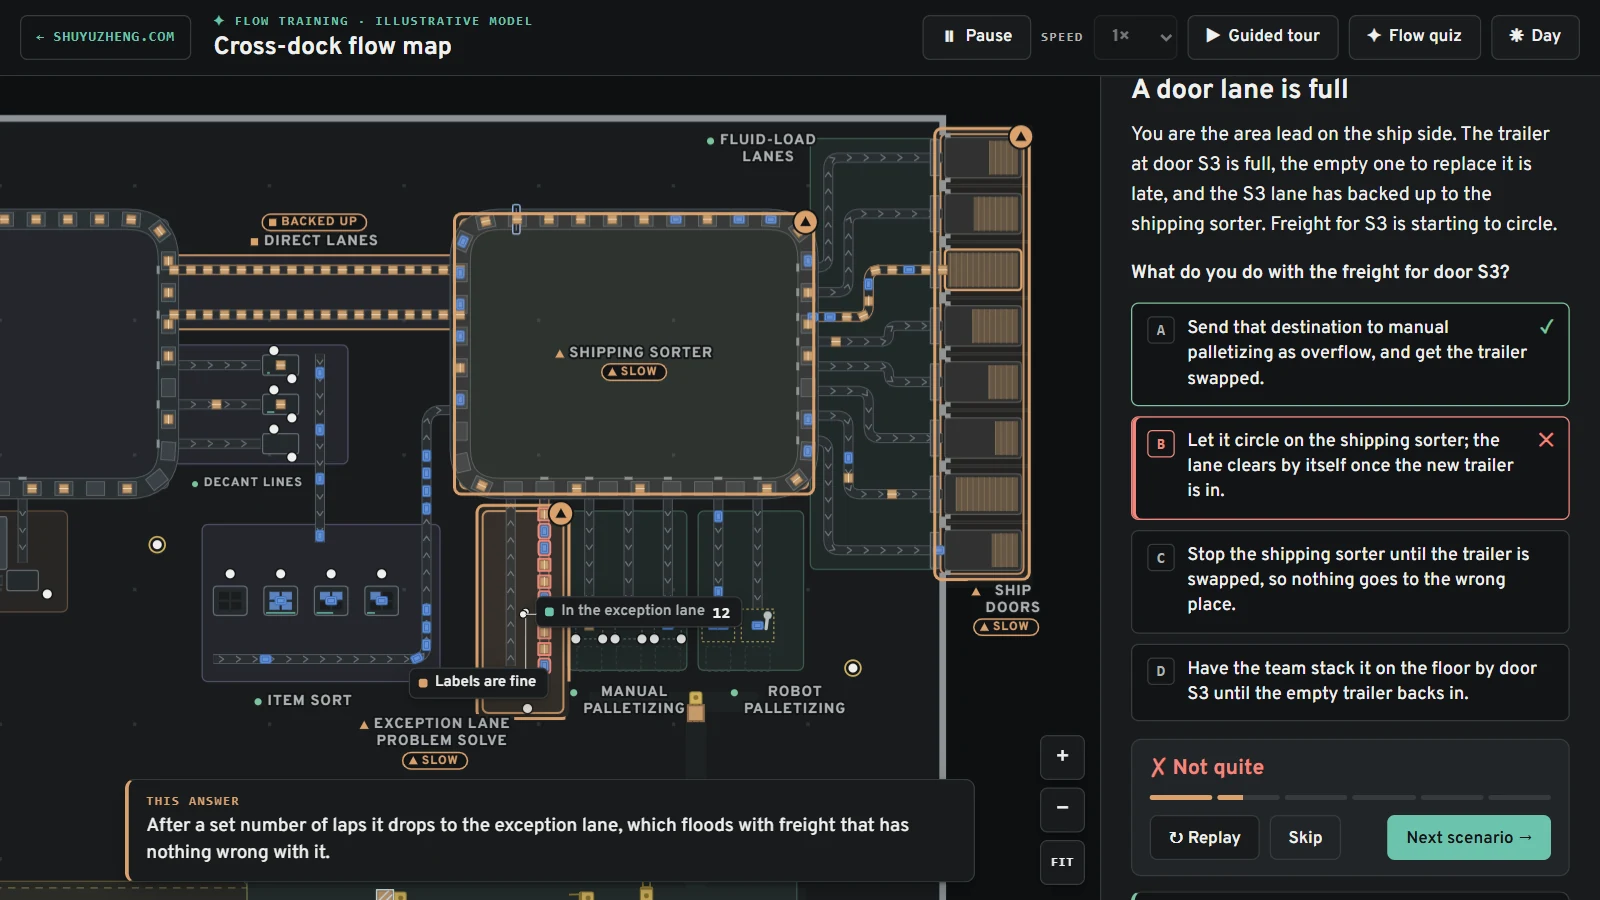 ← SHUYUZHENG.COM
✦ FLOW TRAINING · ILLUSTRATIVE MODEL
Cross-dock flow map
⏸ Pause
SPEED
1×
▶ Guided tour
✦ Flow quiz
Day
FLUID-LOAD
LANES
BACKED UP
DIRECT LANES
SHIPPING SORTER
SLOW
DECANT LINES
ITEM SORT
In the exception lane 12
Labels are fine
MANUAL
PALLETIZING
ROBOT
PALLETIZING
EXCEPTION LANE
PROBLEM SOLVE
SLOW
SHIP
DOORS
SLOW
+
−
FIT
THIS ANSWER
After a set number of laps it drops to the exception lane, which floods with freight that has
nothing wrong with it.
A door lane is full
You are the area lead on the ship side. The trailer
at door S3 is full, the empty one to replace it is
late, and the S3 lane has backed up to the
shipping sorter. Freight for S3 is starting to circle.
What do you do with the freight for door S3?
A
Send that destination to manual
palletizing as overflow, and get the trailer
swapped.
✓
B
Let it circle on the shipping sorter; the
lane clears by itself once the new trailer
is in.
✕
C
Stop the shipping sorter until the trailer is
swapped, so nothing goes to the wrong
place.
D
Have the team stack it on the floor by door
S3 until the empty trailer backs in.
✗ Not quite
↻ Replay
Skip
Next scenario →